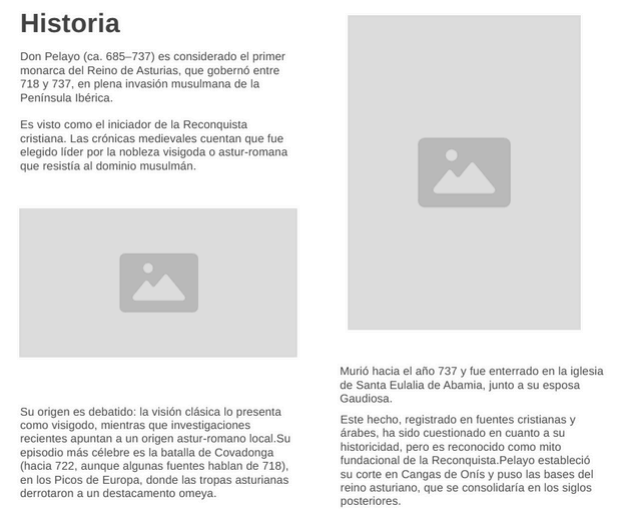 Historia
Don Pelayo (ca. 685–737) es considerado el primer
monarca del Reino de Asturias, que gobernó entre
718 y 737, en plena invasión musulmana de la
Península Ibérica.
Es visto como el iniciador de la Reconquista
cristiana. Las crónicas medievales cuentan que fue
elegido líder por la nobleza visigoda o astur-romana
que resistía al dominio musulmán.
Su origen es debatido: la visión clásica lo presenta
como visigodo, mientras que investigaciones
recientes apuntan a un origen astur-romano local.Su
episodio más célebre es la batalla de Covadonga
(hacia 722, aunque algunas fuentes hablan de 718),
en los Picos de Europa, donde las tropas asturianas
derrotaron a un destacamento omeya.
Murió hacia el año 737 y fue enterrado en la iglesia
de Santa Eulalia de Abamia, junto a su esposa
Gaudiosa.
Este hecho, registrado en fuentes cristianas y
árabes, ha sido cuestionado en cuanto a su
historicidad, pero es reconocido como mito
fundacional de la Reconquista.Pelayo estableció
su corte en Cangas de Onís y puso las bases del
reino asturiano, que se consolidaría en los siglos
posteriores.